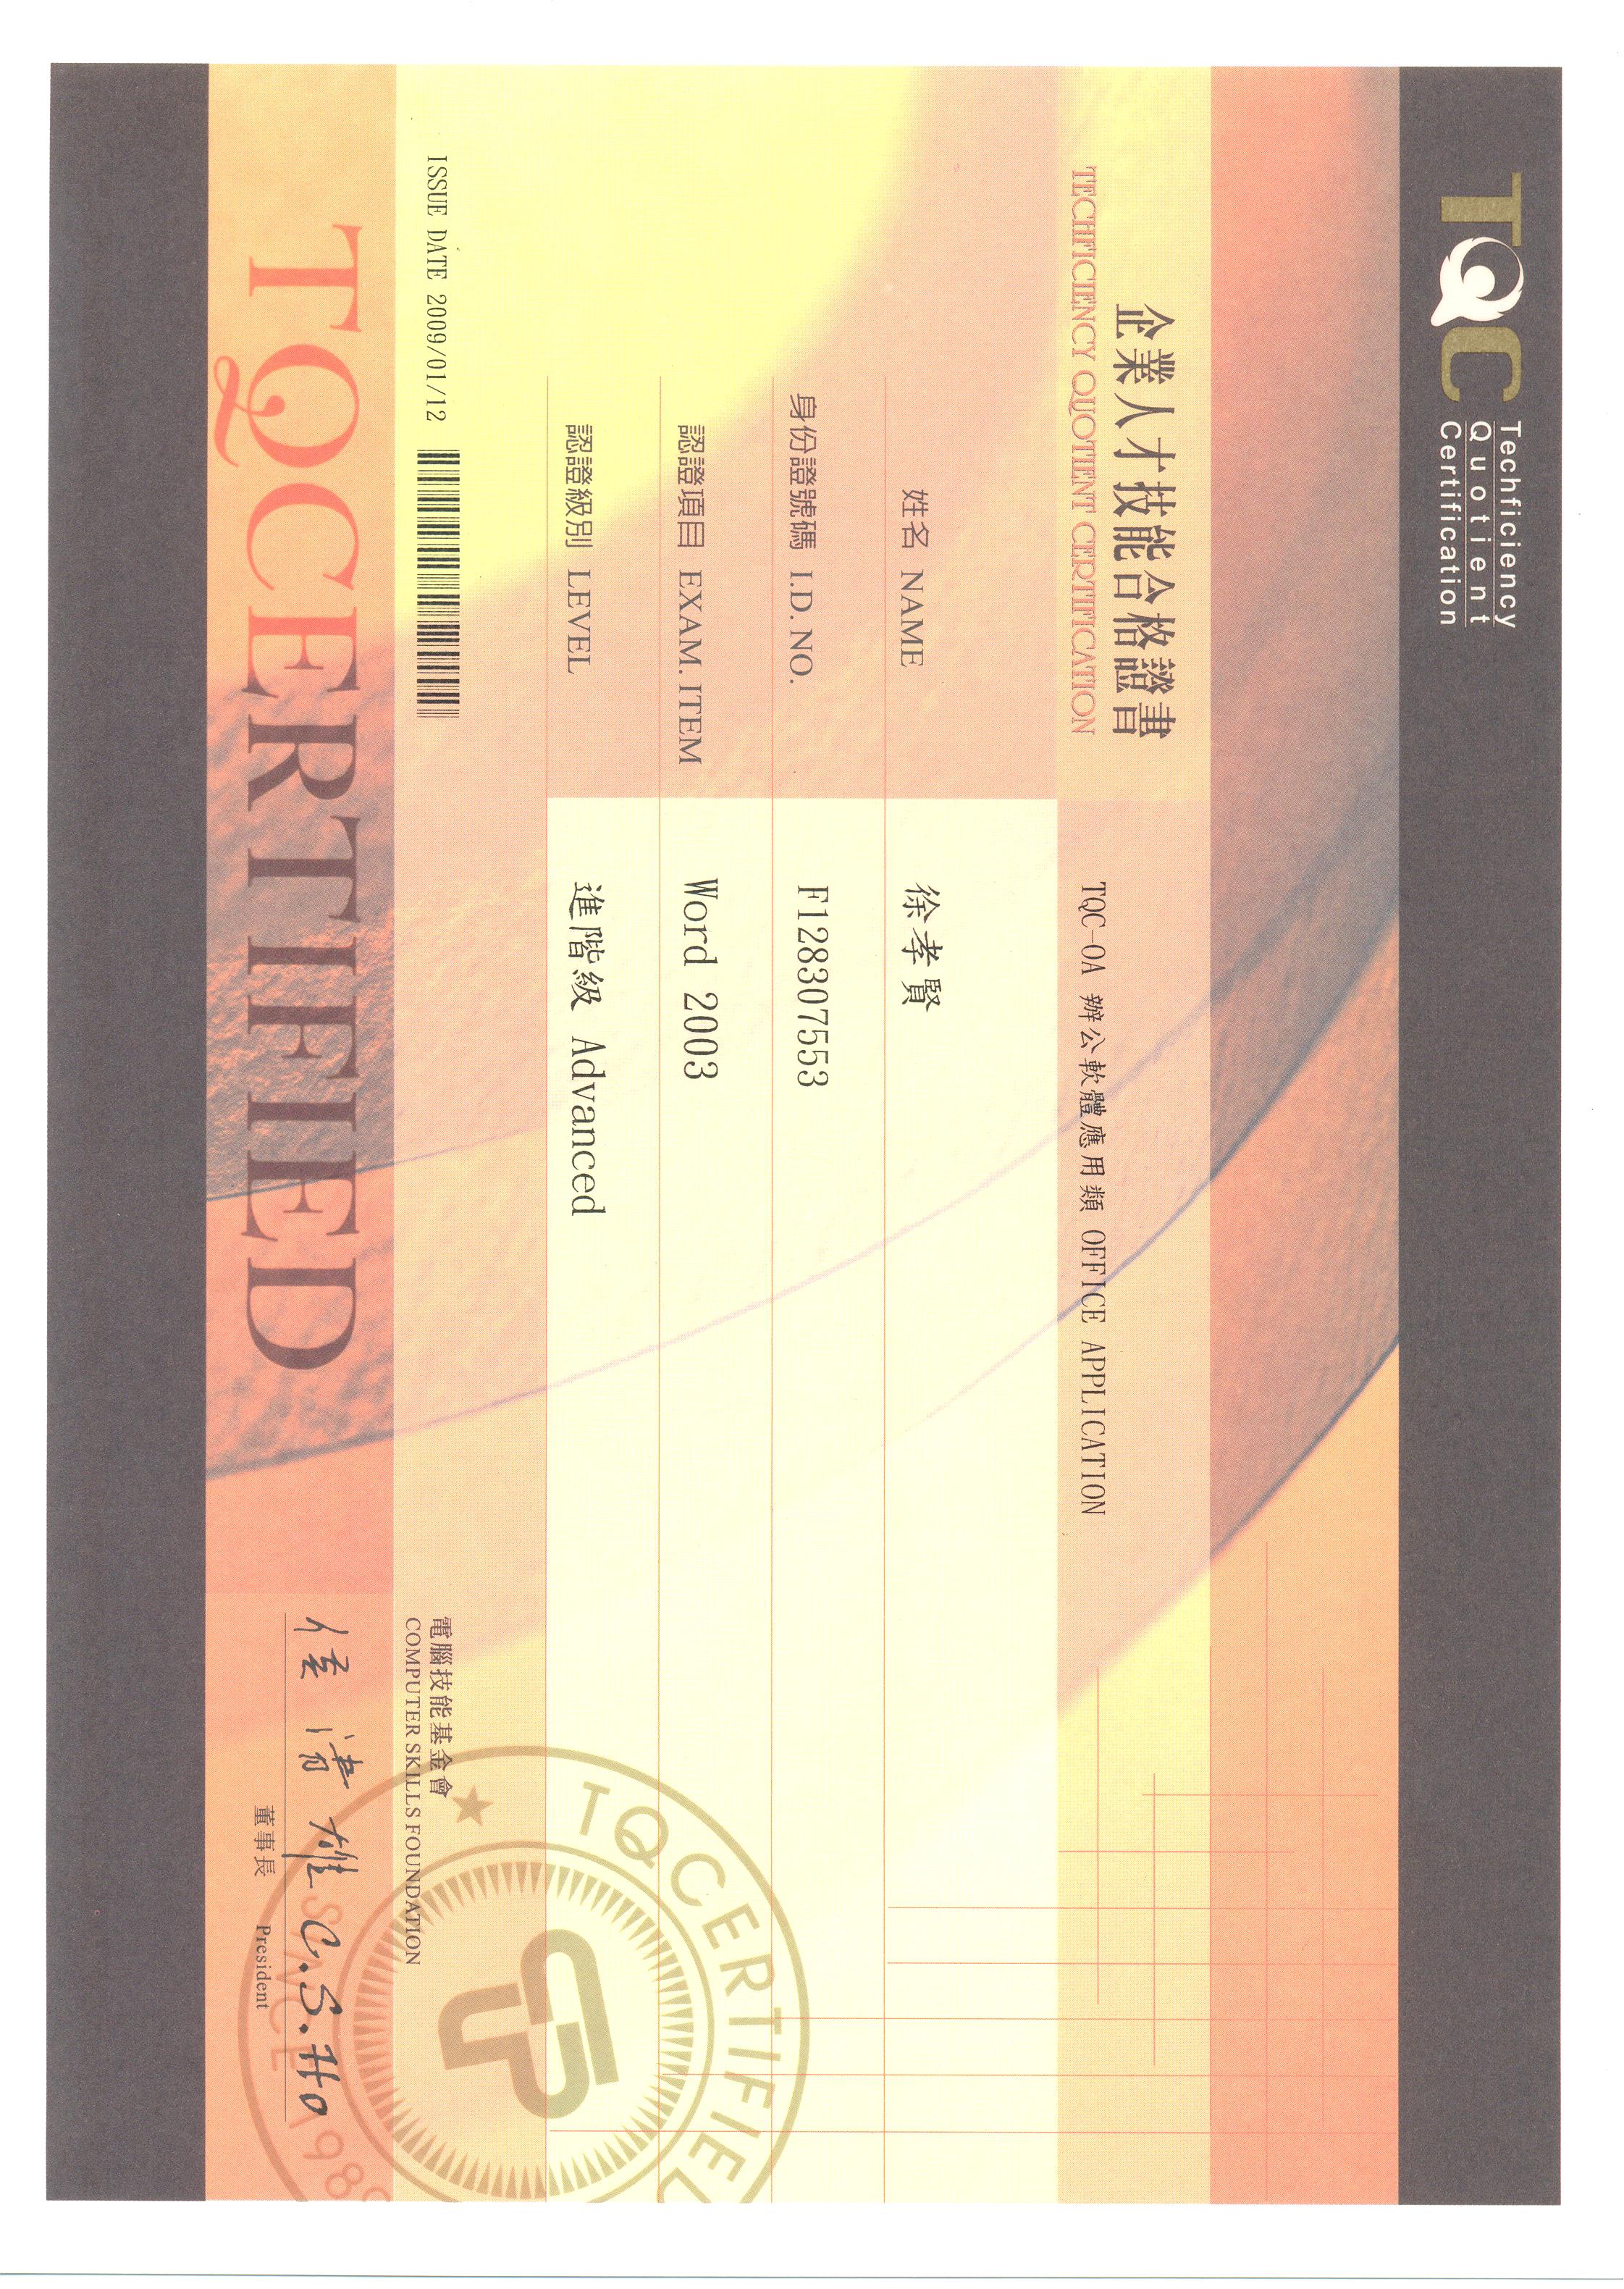 TQC
Techficiency
Quotient
Certification
企業人才技能合格證書
TECHFICIENCY QUOTIENT CERTIFICATION
TQC-OA 辦公軟體應用類 OFFICE APPLICATION
姓名 NAME 徐孝賢
身份證號碼 I.D. NO. F128307553
認證項目 EXAM. ITEM Word 2003
認證級別 LEVEL 進階級 Advanced
TQCERTIFIED
ISSUE DATE 2009/01/12
電腦技能基金會
COMPUTER SKILLS FOUNDATION
TQCERTIFIED
侯清雄 C.S.Ho
SINCE 1989
董事長 President